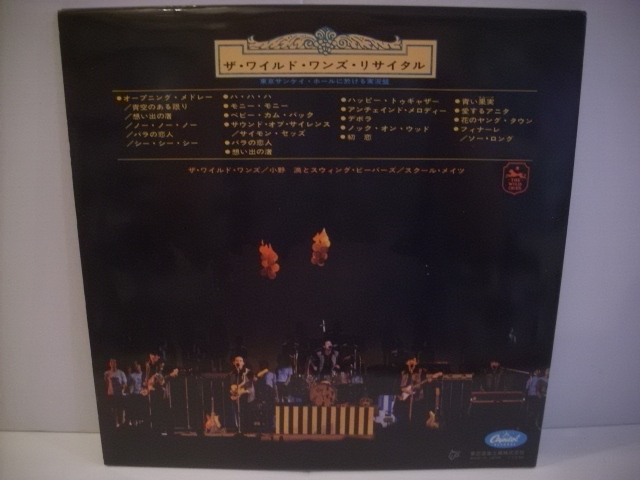 ザ・ワイルド・ワンズ・リサイタル
東京サンケイ・ホールに於ける実況盤
●オープニング・メドレー
／青空のある限り
／想い出の渚
／ノー・ノー・ノー
／バラの恋人
／シー・シー・シー
●ハ・ハ・ハ
●モニー・モニー
●ベビー・カム・バック
●サウンド・オブ・サイレンス
／サイモン・セッズ
●バラの恋人
●想い出の渚
●ハッピー・トゥギャザー
●アンチェインド・メロディー
●デボラ
●ノック・オン・ウッド
●初恋
●青い果実
●愛するアニタ
●花のヤング・タウン
●フィナーレ
／ソー・ロング
ザ・ワイルド・ワンズ／小野 満とスウィング・ビーバーズ／スクール・メイツ
THE
WILD
ONES
Capitol